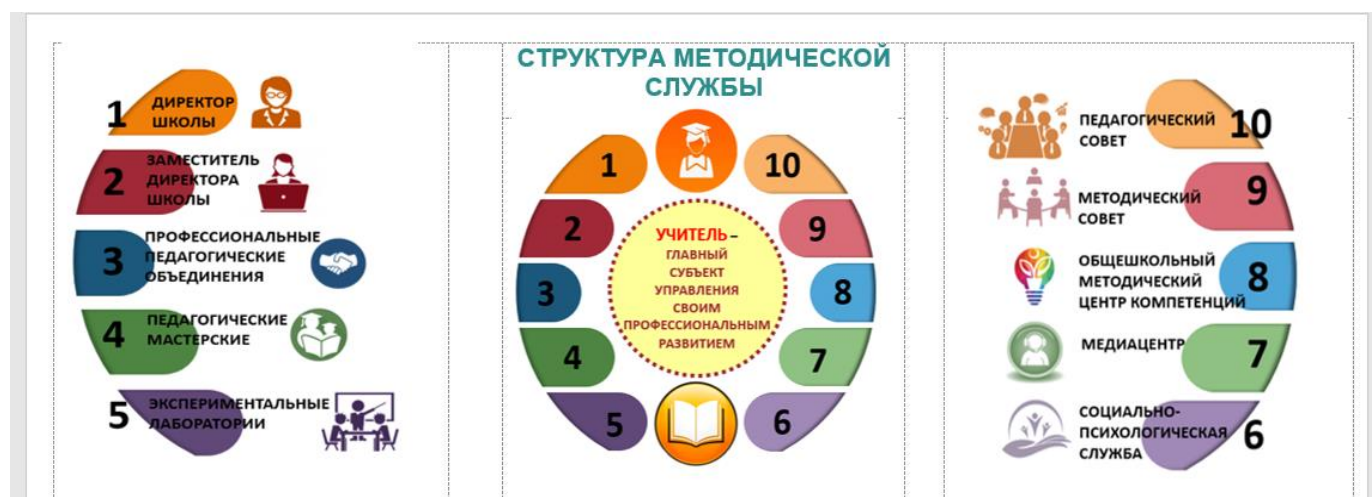 СТРУКТУРА МЕТОДИЧЕСКОЙ
СЛУЖБЫ
1
ДИРЕКТОР
ШКОЛЫ
2
ЗАМЕСТИТЕЛЬ
ДИРЕКТОРА
ШКОЛЫ
3
ПРОФЕССИОНАЛЬНЫЕ
ПЕДАГОГИЧЕСКИЕ
ОБЪЕДИНЕНИЯ
4
ПЕДАГОГИЧЕСКИЕ
МАСТЕРСКИЕ
5
ЭКСПЕРИМЕНТАЛЬНЫЕ
ЛАБОРАТОРИИ
1
2
3
4
5
УЧИТЕЛЬ –
ГЛАВНЫЙ
СУБЪЕКТ
УПРАВЛЕНИЯ
СВОИМ
ПРОФЕССИОНАЛЬНЫМ
РАЗВИТИЕМ
10
9
8
7
6
ПЕДАГОГИЧЕСКИЙ
СОВЕТ
10
МЕТОДИЧЕСКИЙ
СОВЕТ
9
ОБЩЕШКОЛЬНЫЙ
МЕТОДИЧЕСКИЙ
ЦЕНТР КОМПЕТЕНЦИЙ
8
МЕДИАЦЕНТР
7
СОЦИАЛЬНО-
ПСИХОЛОГИЧЕСКАЯ
СЛУЖБА
6